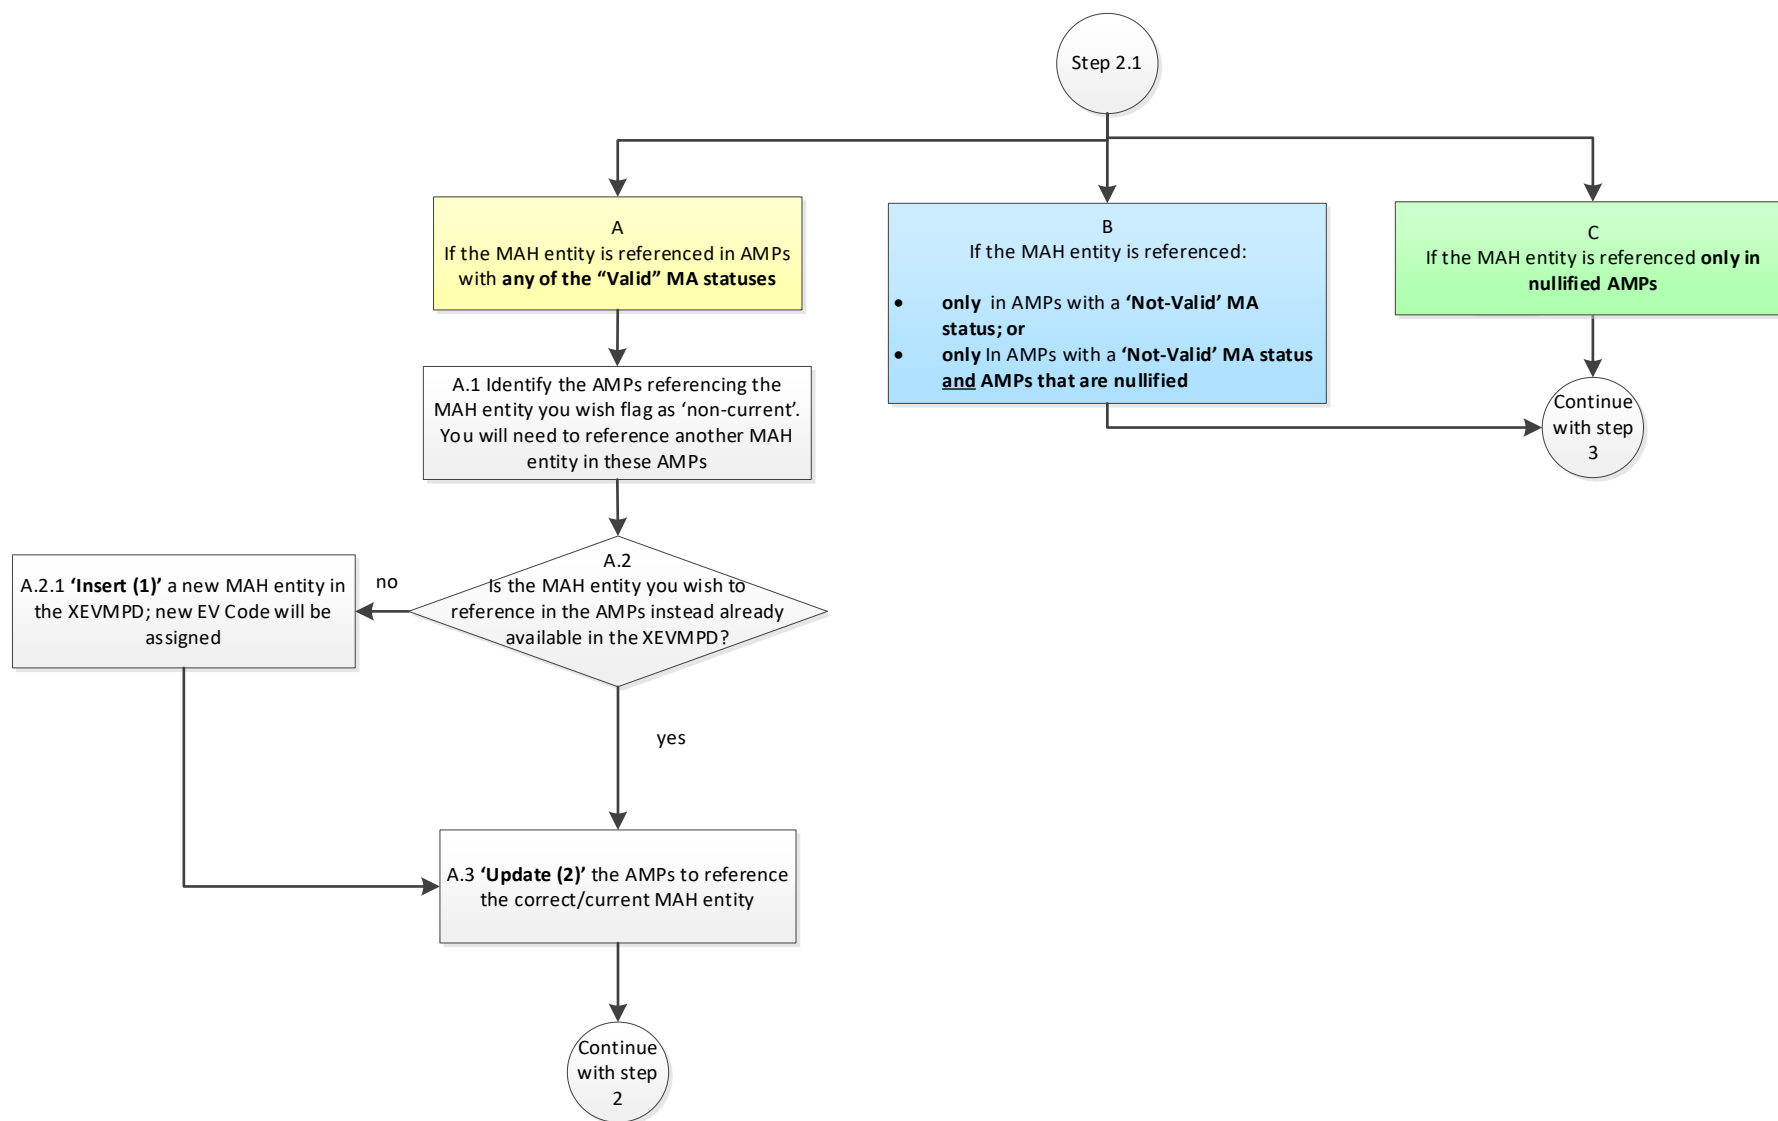 Step 2.1
A
If the MAH entity is referenced in AMPs
with any of the “Valid” MA statuses
B
If the MAH entity is referenced:
• only in AMPs with a ‘Not-Valid’ MA
status; or
• only In AMPs with a ‘Not-Valid’ MA status
and AMPs that are nullified
C
If the MAH entity is referenced only in
nullified AMPs
A.1 Identify the AMPs referencing the
MAH entity you wish flag as ‘non-current’.
You will need to reference another MAH
entity in these AMPs
Continue
with step
3
A.2
Is the MAH entity you wish to
reference in the AMPs instead already
available in the XEVMPD?
no
A.2.1 ‘Insert (1)’ a new MAH entity in
the XEVMPD; new EV Code will be
assigned
yes
A.3 ‘Update (2)’ the AMPs to reference
the correct/current MAH entity
Continue
with step
2